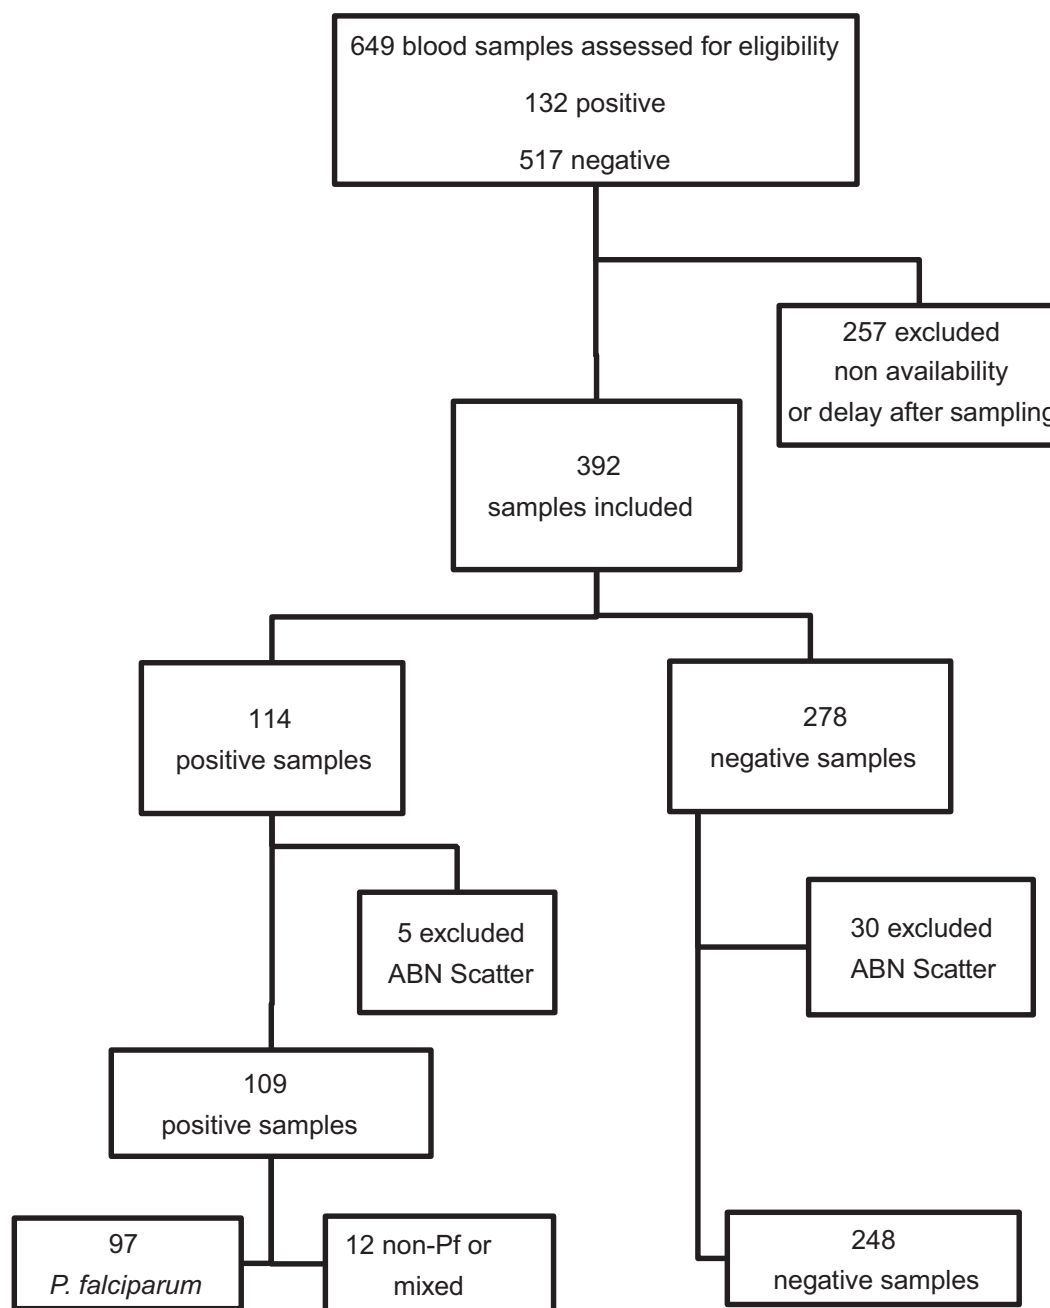 649 blood samples assessed for eligibility
132 positive
517 negative
257 excluded
non availability
or delay after sampling
392
samples included
114
positive samples
278
negative samples
5 excluded
ABN Scatter
30 excluded
ABN Scatter
109
positive samples
97
P. falciparum
12 non-Pf or
mixed
248
negative samples